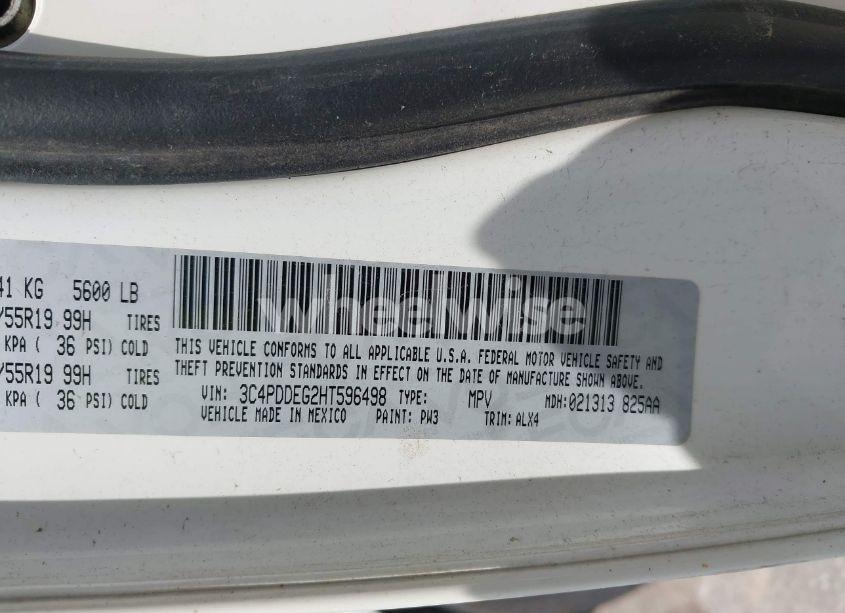 41 KG 5600 LB
/55R19 99H TIRES
KPA ( 36 PSI) COLD
/55R19 99H TIRES
KPA ( 36 PSI) COLD
wheelwise
THIS VEHICLE CONFORMS TO ALL APPLICABLE U.S.A. FEDERAL MOTOR VEHICLE SAFETY AND
THEFT PREVENTION STANDARDS IN EFFECT ON THE DATE OF MANUFACTURE SHOWN ABOVE.
VIN: 3C4PDDEG2HT596498 TYPE: MPV MDH:021313 825AA
VEHICLE MADE IN MEXICO PAINT: PW3 TRIM: ALX4